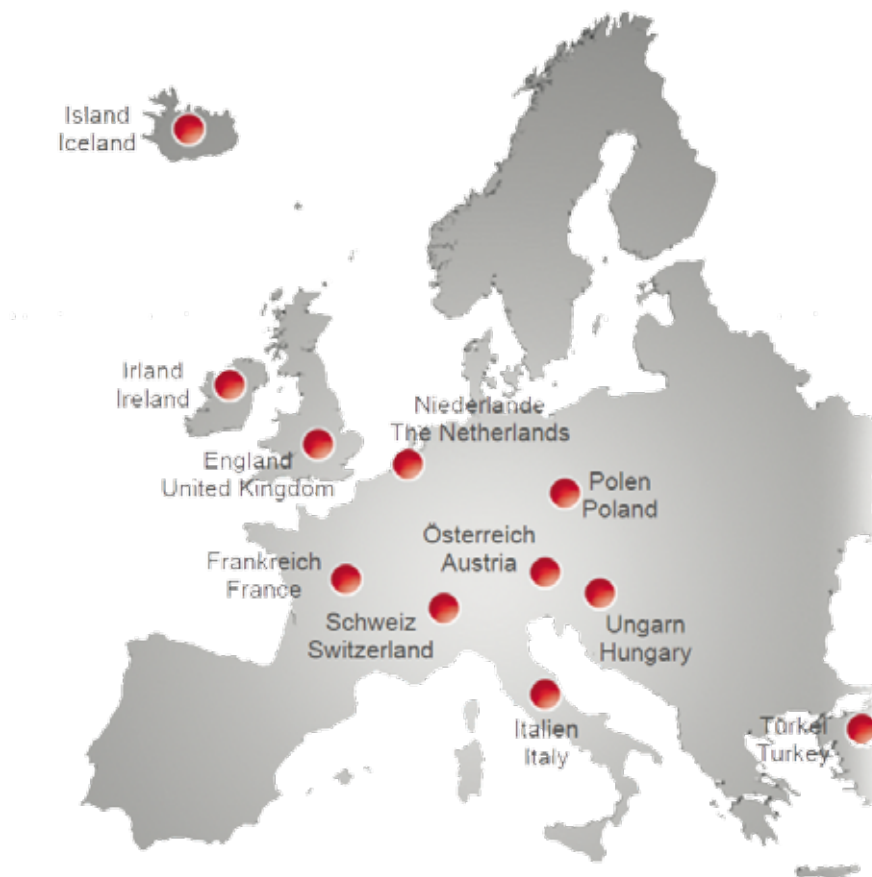 Island
Iceland
Irland
Ireland
Niederlande
The Netherlands
England
United Kingdom
Polen
Poland
Österreich
Austria
Frankreich
France
Schweiz
Switzerland
Ungarn
Hungary
Italien
Italy
Türkei
Turkey